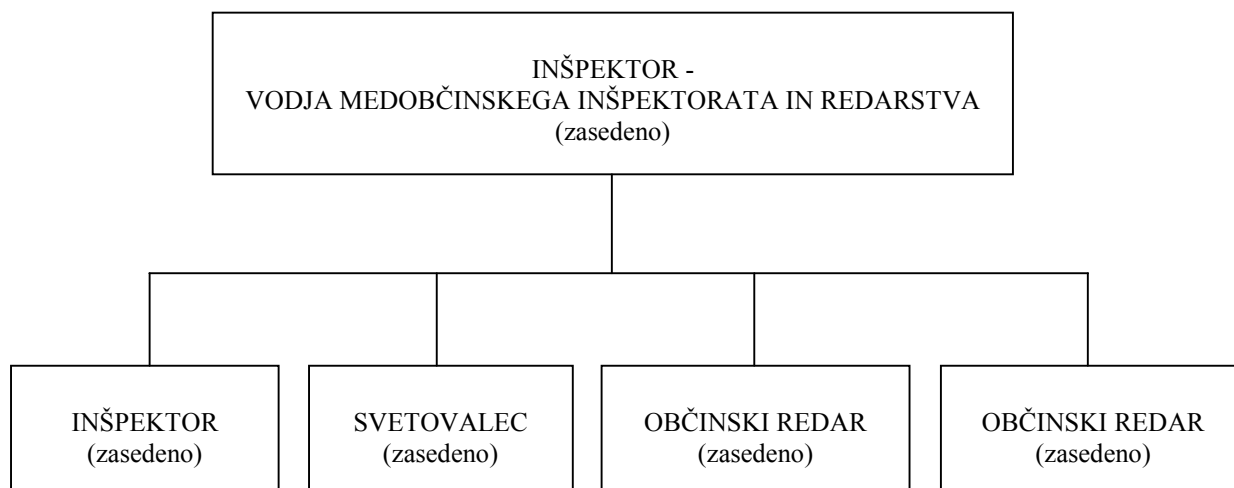 INŠPEKTOR -
VODJA MEDOBČINSKEGA INŠPEKTORATA IN REDARSTVA
(zasedeno)
INŠPEKTOR
(zasedeno)
SVETOVALEC
(zasedeno)
OBČINSKI REDAR
(zasedeno)
OBČINSKI REDAR
(zasedeno)